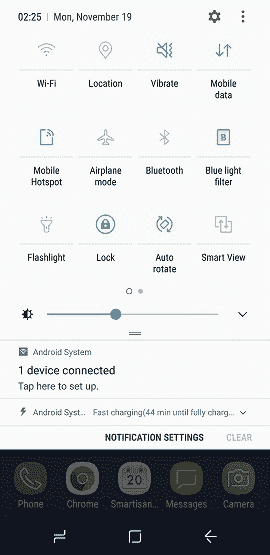 02:25 | Mon, November 19
Wi-Fi Location Vibrate Mobile
data
Mobile Airplane Bluetooth Blue light
Hotspot mode filter
B
Flashlight Lock Auto Smart View
rotate
Android System
1 device connected
Tap here to set up.
Android Syst... Fast charging(44 min until fully charg...
NOTIFICATION SETTINGS CLEAR
20
Phone Chrome Smartisan... Messages Camera